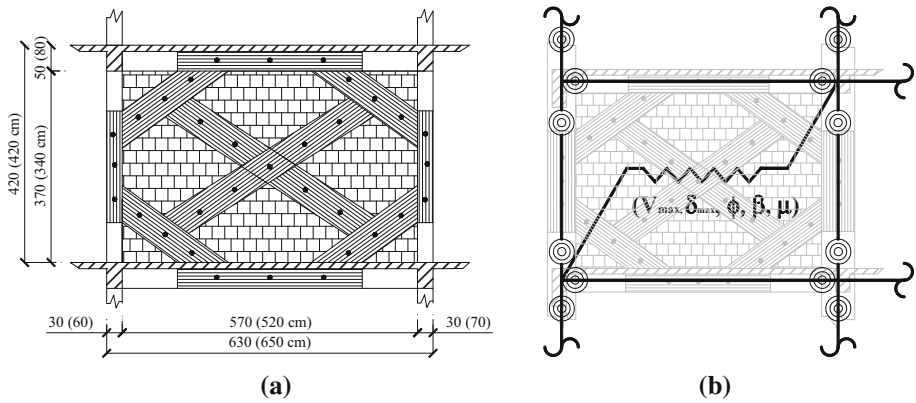 50 (80)
420 (420 cm)
370 (340 cm)
30 (60)
570 (520 cm)
30 (70)
630 (650 cm)
(a)
(V max, δmax, ϕ, β, μ)
(b)